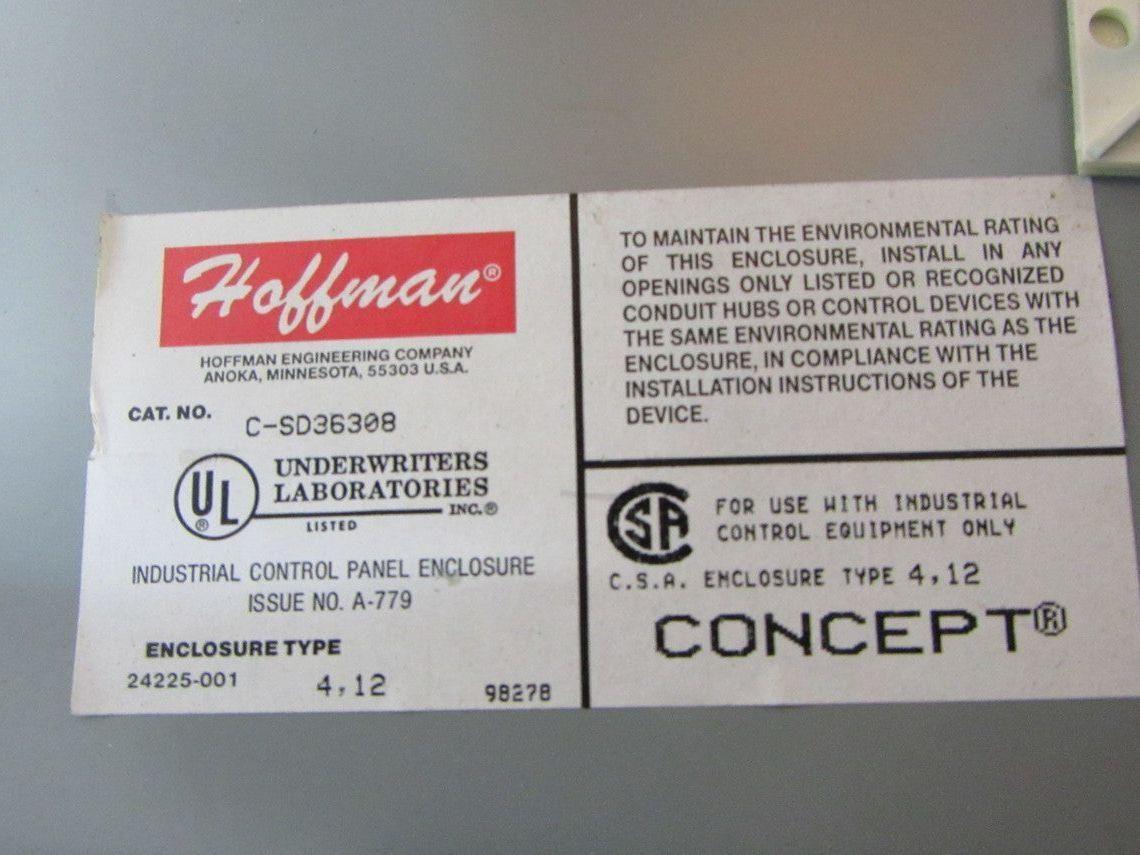 Hoffman®
HOFFMAN ENGINEERING COMPANY
ANOKA, MINNESOTA, 55303 U.S.A.
CAT. NO. C-SD36308
UL®
UNDERWRITERS
LABORATORIES
INC.®
LISTED
INDUSTRIAL CONTROL PANEL ENCLOSURE
ISSUE NO. A-779
ENCLOSURE TYPE
24225-001 4,12 98278
TO MAINTAIN THE ENVIRONMENTAL RATING
OF THIS ENCLOSURE, INSTALL IN ANY
OPENINGS ONLY LISTED OR RECOGNIZED
CONDUIT HUBS OR CONTROL DEVICES WITH
THE SAME ENVIRONMENTAL RATING AS THE
ENCLOSURE, IN COMPLIANCE WITH THE
INSTALLATION INSTRUCTIONS OF THE
DEVICE.
CSA
FOR USE WITH INDUSTRIAL
CONTROL EQUIPMENT ONLY
C.S.A. ENCLOSURE TYPE 4,12
CONCEPT®